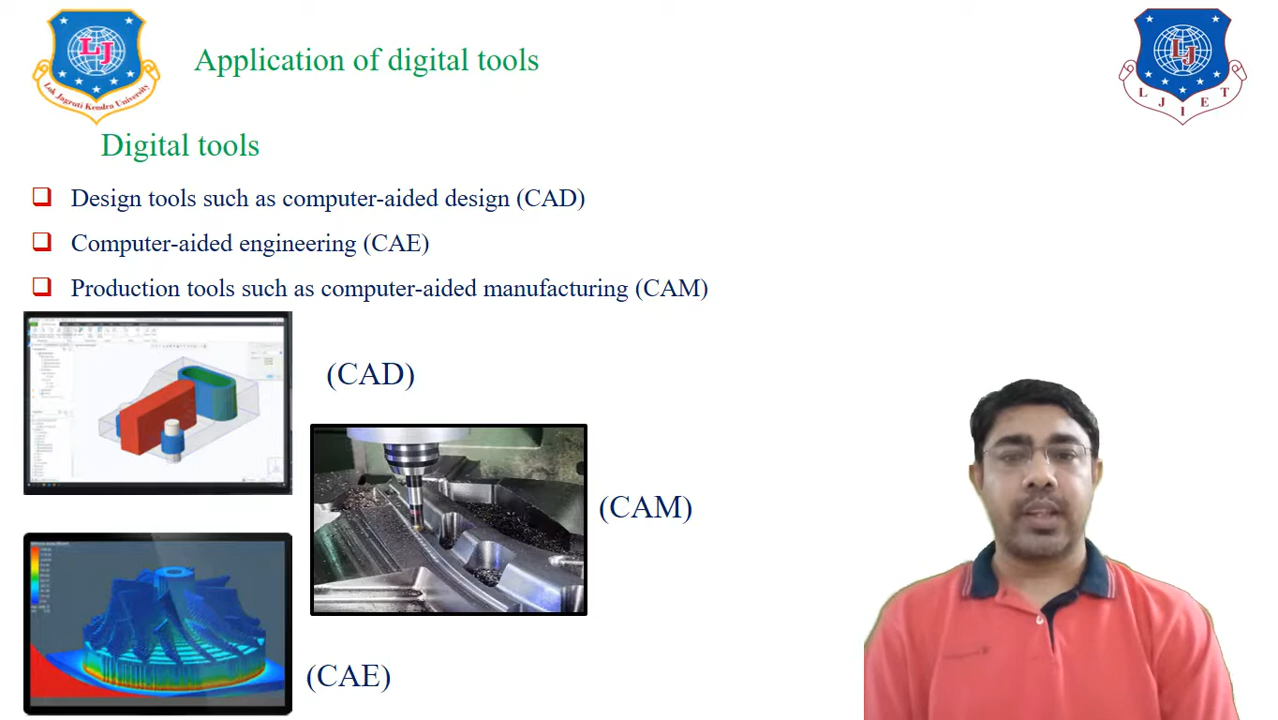 LJ
Lok Jagruti Kendra University
Application of digital tools
LJ
L J I E T
Digital tools
Design tools such as computer-aided design (CAD)
Computer-aided engineering (CAE)
Production tools such as computer-aided manufacturing (CAM)
(CAD)
(CAM)
(CAE)